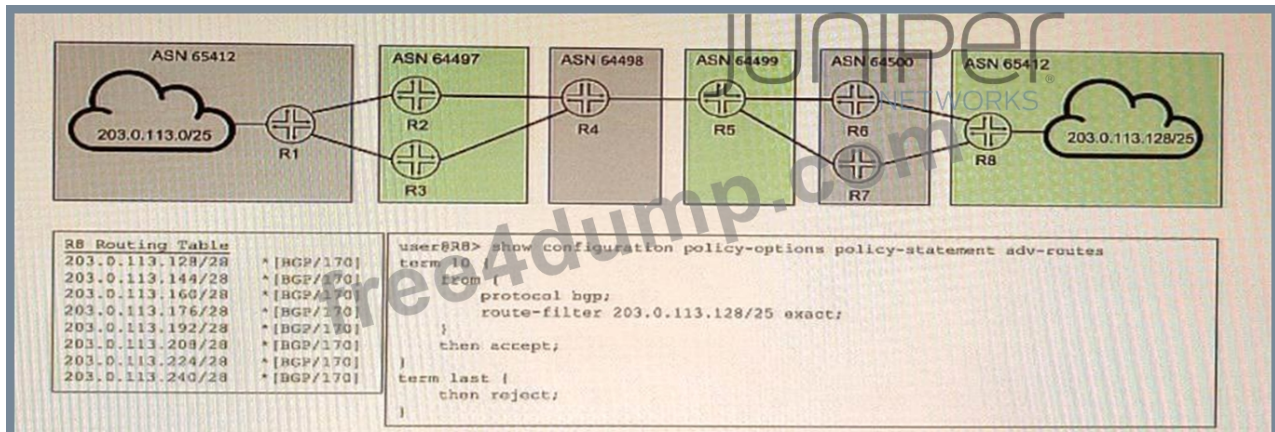 JUNIPER
NETWORKS
ASN 65412
203.0.113.0/25
R1
ASN 64497
R2
R3
ASN 64498
R4
ASN 64499
R5
ASN 64500
R6
R7
ASN 65412
R8
203.0.113.128/25
free4dump.com
R8 Routing Table
203.0.113.128/28 *[BGP/170]
203.0.113.144/28 *[BGP/170]
203.0.113.160/28 *[BGP/170]
203.0.113.176/28 *[BGP/170]
203.0.113.192/28 *[BGP/170]
203.0.113.208/28 *[BGP/170]
203.0.113.224/28 *[BGP/170]
203.0.113.240/28 *[BGP/170]
user@R8> show configuration policy-options policy-statement adv-routes
term 10 {
from {
protocol bgp;
route-filter 203.0.113.128/25 exact;
}
then accept;
}
term last {
then reject;
}